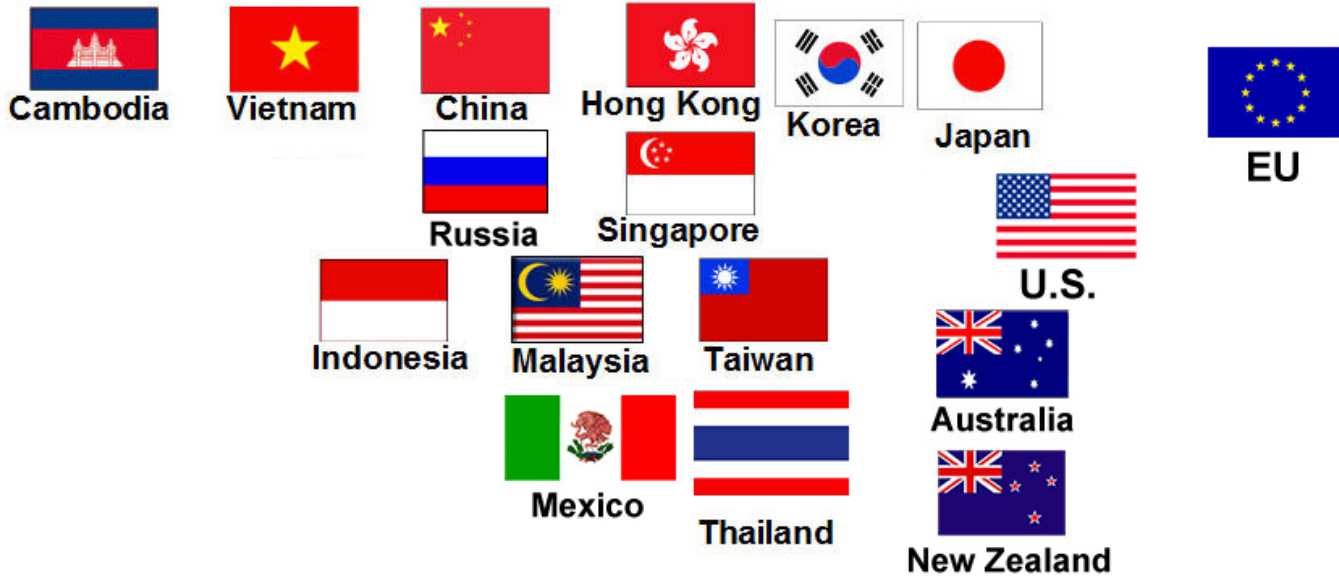 Cambodia
Vietnam
China
Hong Kong
Korea
Japan
EU
Russia
Singapore
U.S.
Indonesia
Malaysia
Taiwan
Australia
Mexico
Thailand
New Zealand